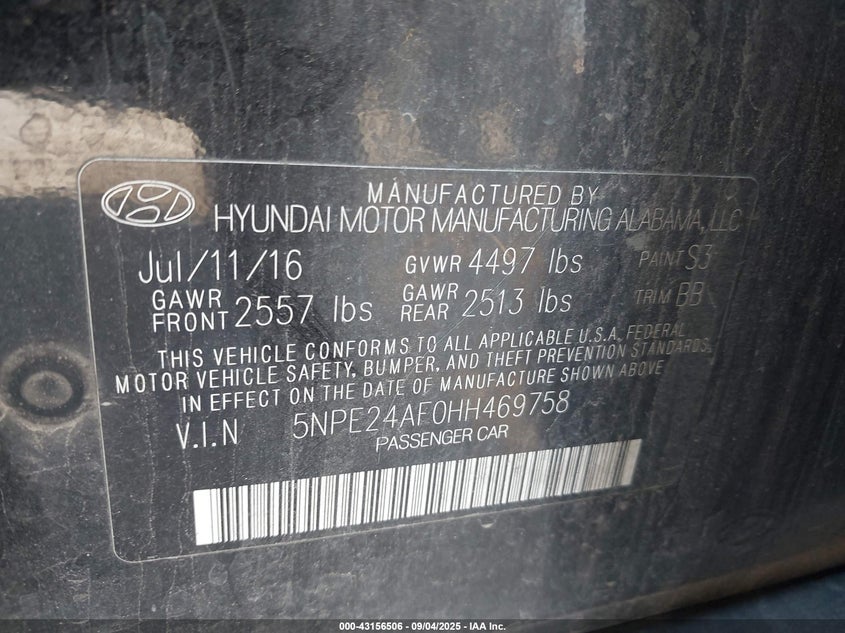 MANUFACTURED BY
HYUNDAI MOTOR MANUFACTURING ALABAMA, LLC
Jul/11/16 GVWR 4497 lbs PAINT S3
GAWR FRONT 2557 lbs GAWR REAR 2513 lbs TRIM BB
THIS VEHICLE CONFORMS TO ALL APPLICABLE U.S.A. FEDERAL
MOTOR VEHICLE SAFETY, BUMPER, AND THEFT PREVENTION STANDARDS
IN EFFECT ON THE DATE OF MANUFACTURE SHOWN ABOVE
V.I.N 5NPE24AF0HH469758
PASSENGER CAR
000-43156506 - 09/04/2025 - IAA Inc.